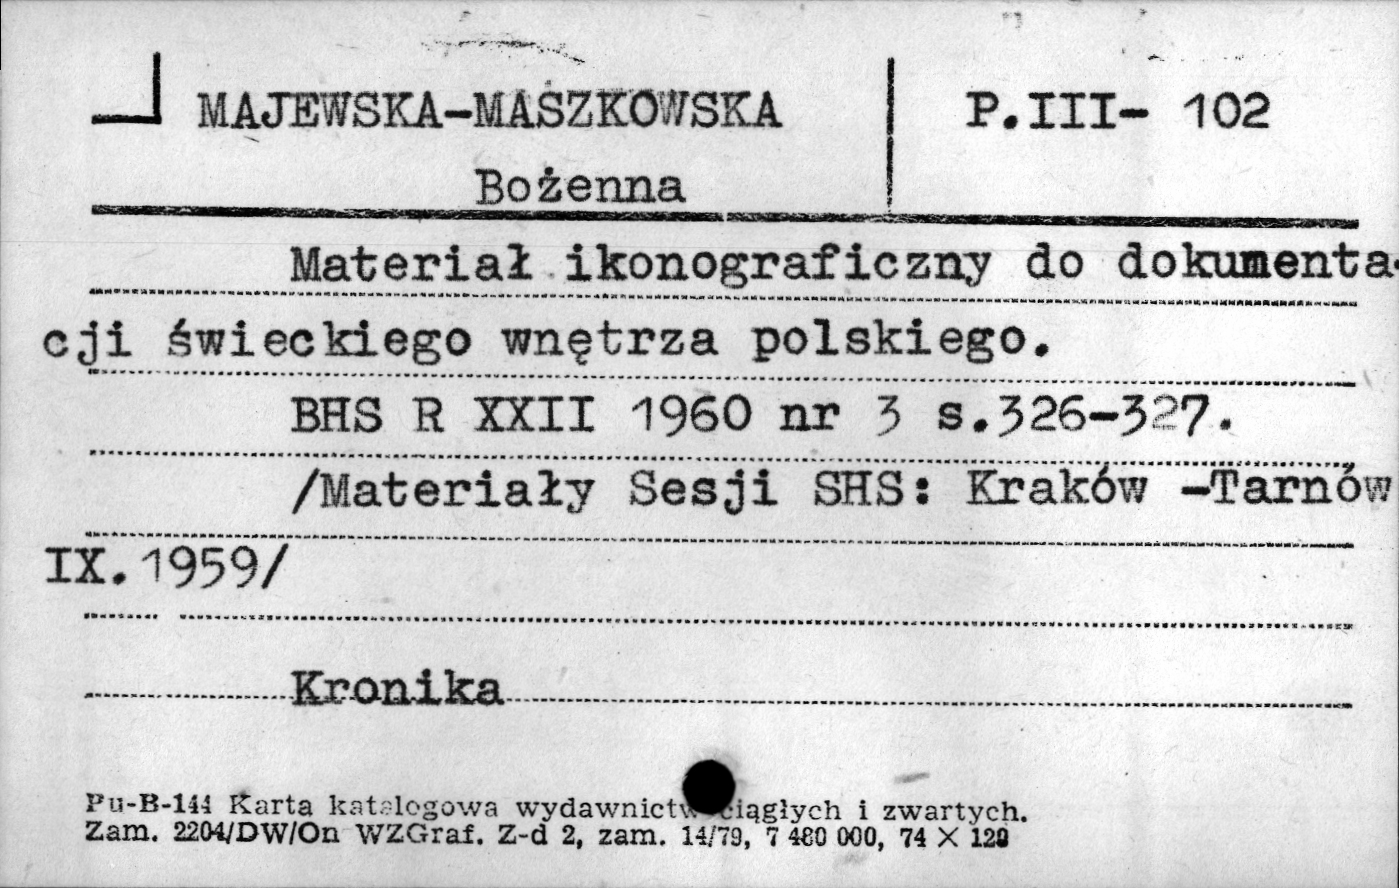 MAJEWSKA-MASZKOWSKA
P.III- 102
Bożenna
Materiał ikonograficzny do dokumenta-
cji świeckiego wnętrza polskiego.
BHS R XXII 1960 nr 3 s.326-327.
/Materiały Sesji SHS: Kraków -Tarnów
IX.1959/
Kronika
Pu-B-144 Karta katalogowa wydawnictw ciągłych i zwartych.
Zam. 2204/DW/On WZGraf. Z-d 2, zam. 14/79, 7 480 000, 74 X 120